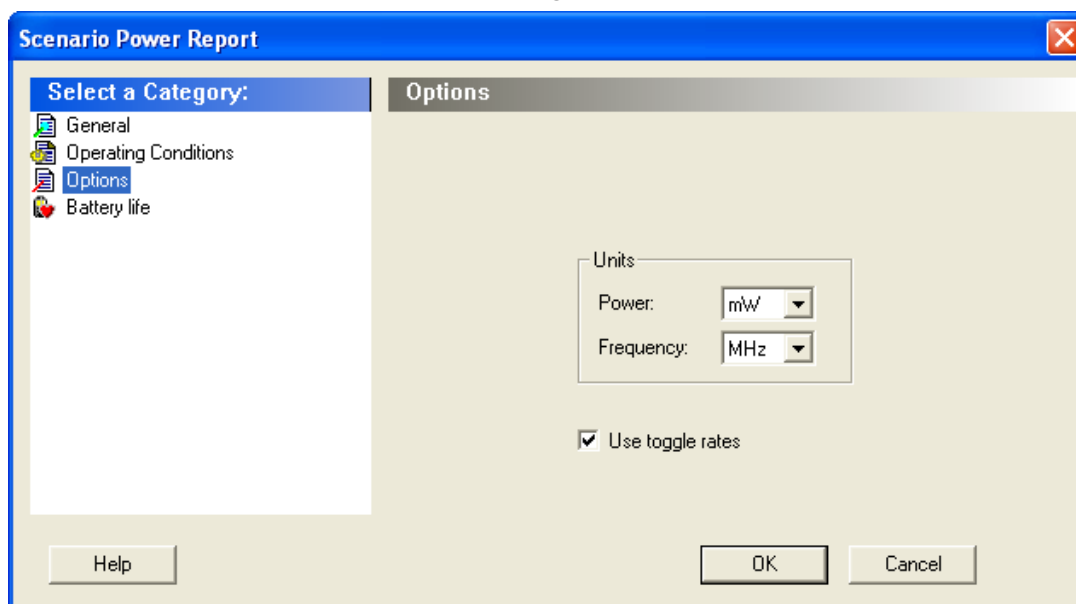 Scenario Power Report
Select a Category:
General
Operating Conditions
Options
Battery life
Options
Units
Power: mW
Frequency: MHz
Use toggle rates
Help
OK
Cancel